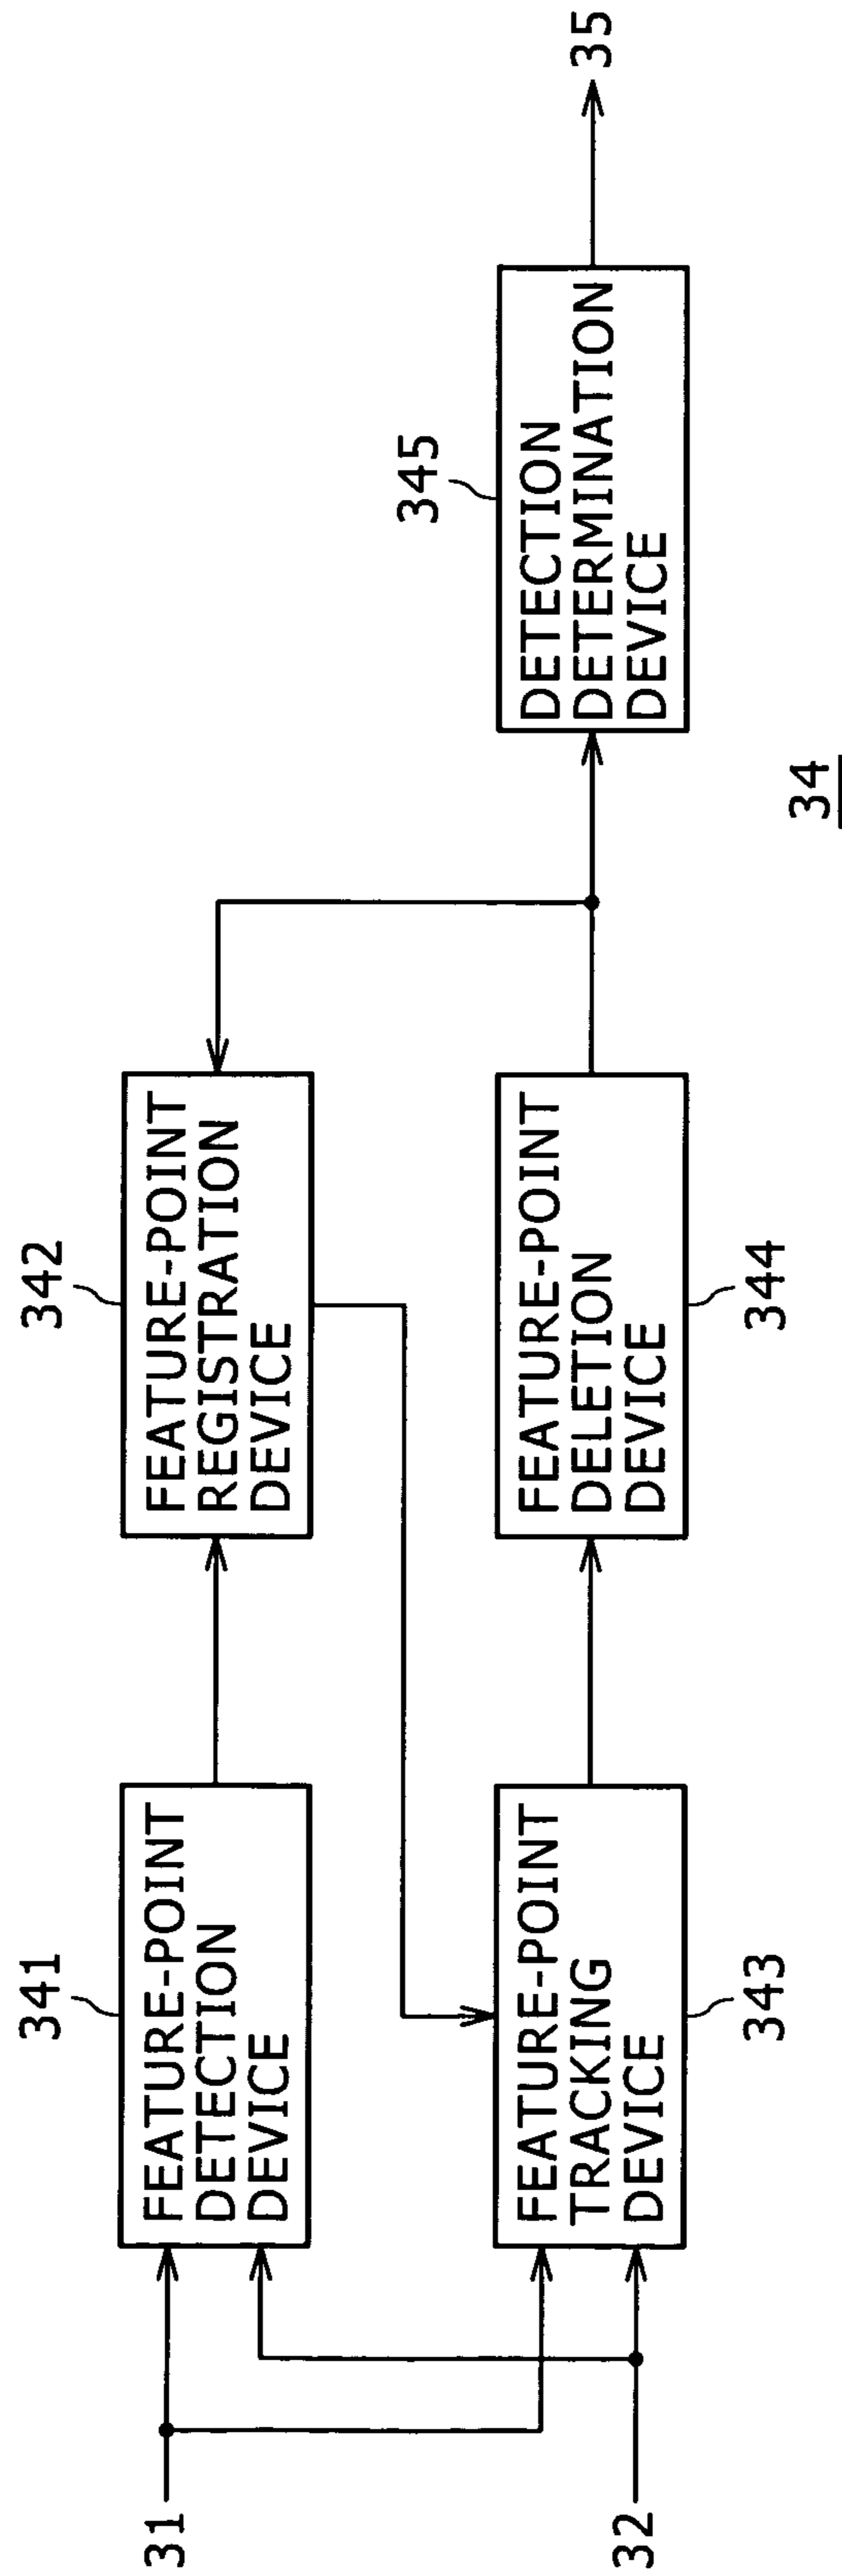 341
FEATURE-POINT
DETECTION
DEVICE
342
FEATURE-POINT
REGISTRATION
DEVICE
31
345
DETECTION
DETERMINATION
DEVICE
35
FEATURE-POINT
TRACKING
DEVICE
343
FEATURE-POINT
DELETION
DEVICE
344
32
34